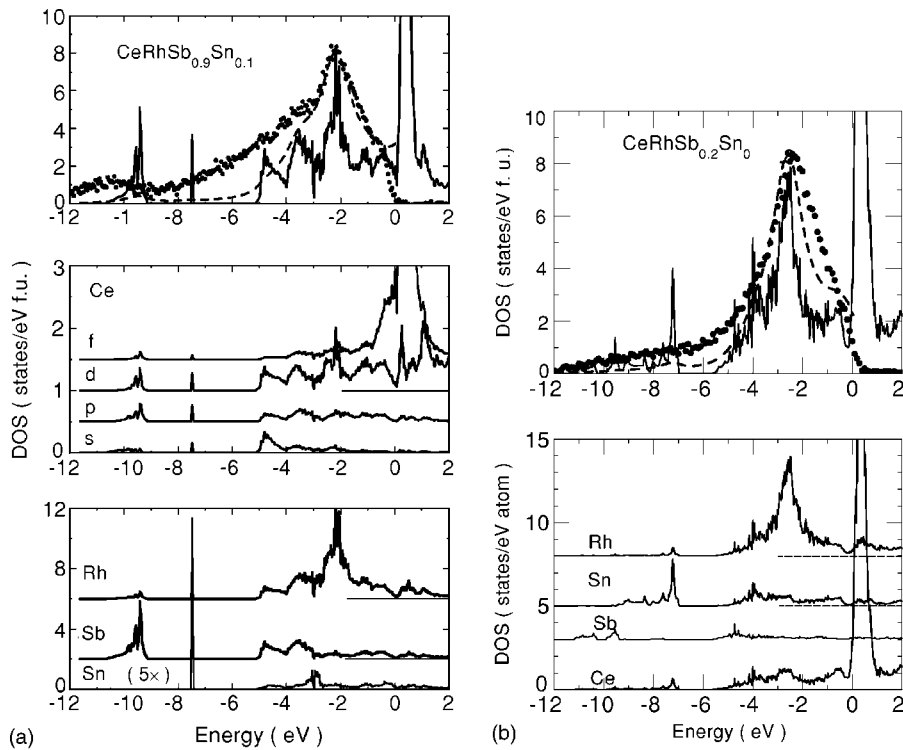 10
8
6
4
2
0
DOS ( states/eV f. u. )
CeRhSb0.9Sn0.1
-12 -10 -8 -6 -4 -2 0 2
3
2
1
0
DOS ( states/eV f.u. )
Ce
f
d
p
s
-12 -10 -8 -6 -4 -2 0 2
12
8
4
0
Rh
Sb
Sn ( 5× )
-12 -10 -8 -6 -4 -2 0 2
(a) Energy ( eV )
10
8
6
4
2
0
DOS ( states/eV f. u. )
CeRhSb0.2Sn0
-12 -10 -8 -6 -4 -2 0 2
15
10
5
0
DOS ( states/eV atom )
Rh
Sn
Sb
Ce
-12 -10 -8 -6 -4 -2 0 2
(b) Energy ( eV )